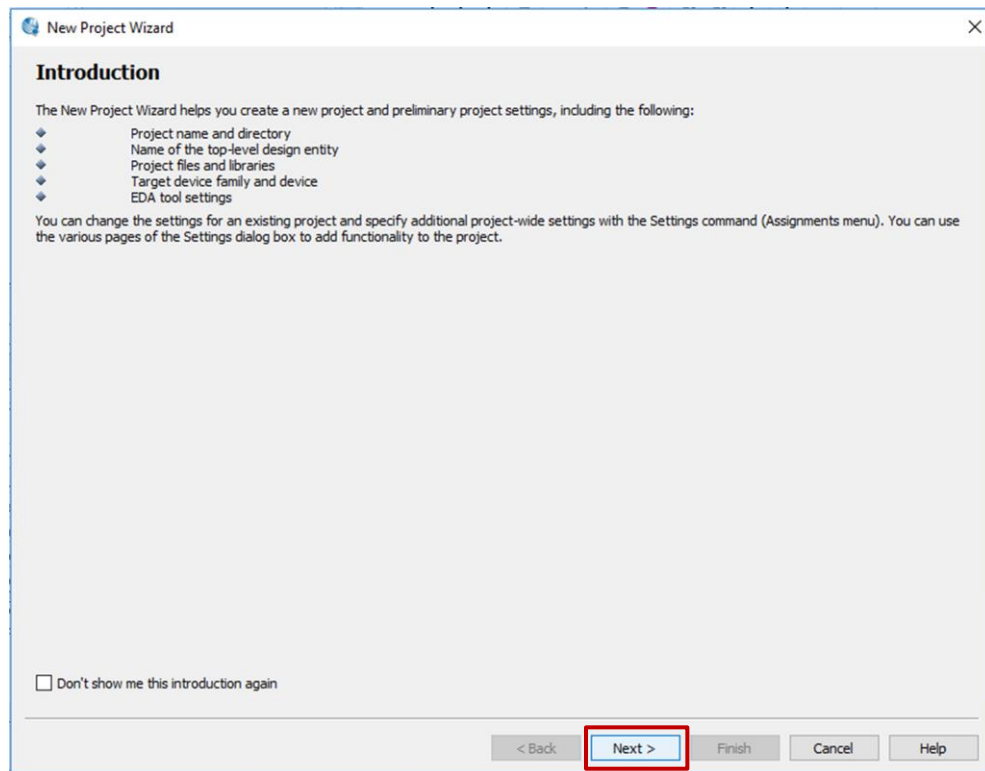 New Project Wizard
Introduction
The New Project Wizard helps you create a new project and preliminary project settings, including the following:
Project name and directory
Name of the top-level design entity
Project files and libraries
Target device family and device
EDA tool settings
You can change the settings for an existing project and specify additional project-wide settings with the Settings command (Assignments menu). You can use
the various pages of the Settings dialog box to add functionality to the project.
Don't show me this introduction again
< Back Next > Finish Cancel Help